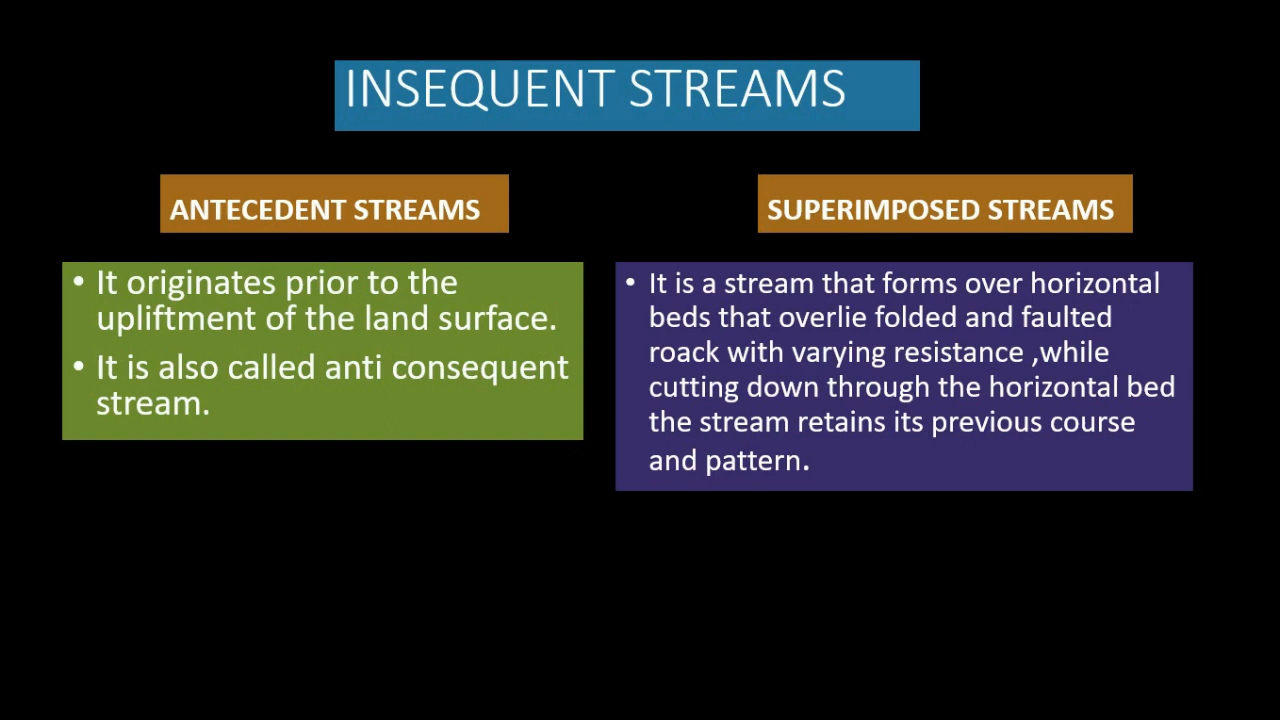 INSEQUENT STREAMS
ANTECEDENT STREAMS
• It originates prior to the
upliftment of the land surface.
• It is also called anti consequent
stream.
SUPERIMPOSED STREAMS
• It is a stream that forms over horizontal
beds that overlie folded and faulted
roack with varying resistance ,while
cutting down through the horizontal bed
the stream retains its previous course
and pattern.